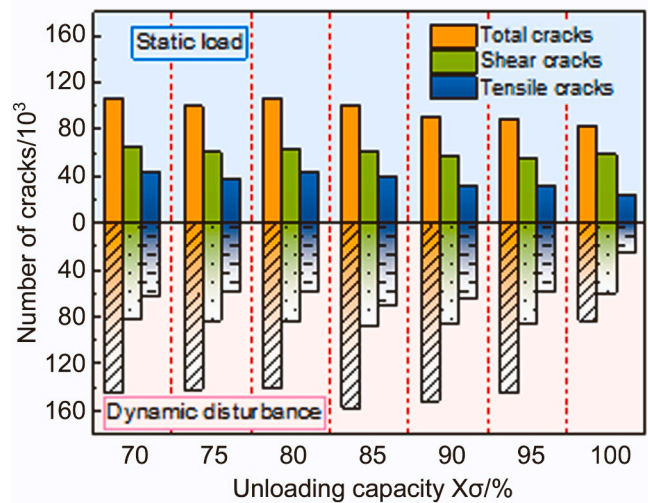 Static load
Total cracks
Shear cracks
Tensile cracks
Number of cracks/10³
160
120
80
40
0
40
80
120
160
Dynamic disturbance
70 75 80 85 90 95 100
Unloading capacity Xσ/%